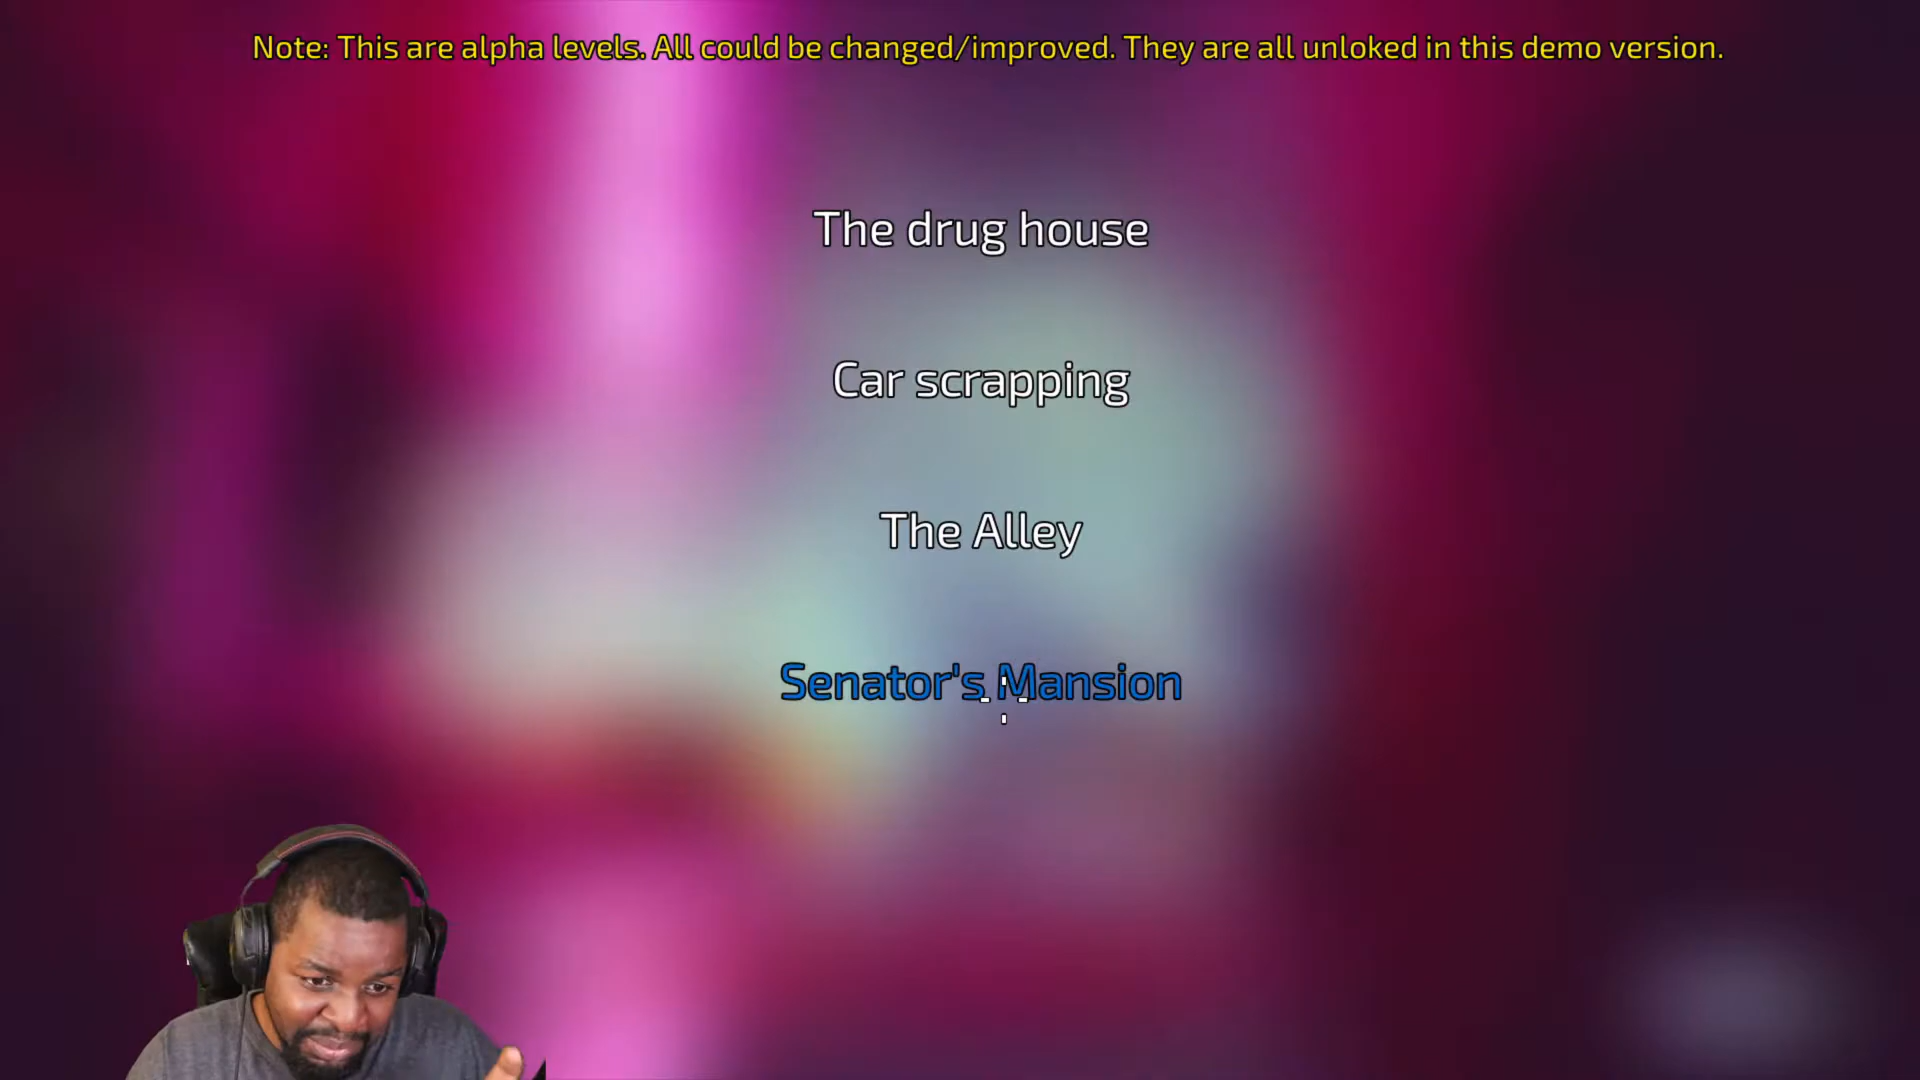 Note: This are alpha levels. All could be changed/improved. They are all unloked in this demo version.
The drug house
Car scrapping
The Alley
Senator's Mansion